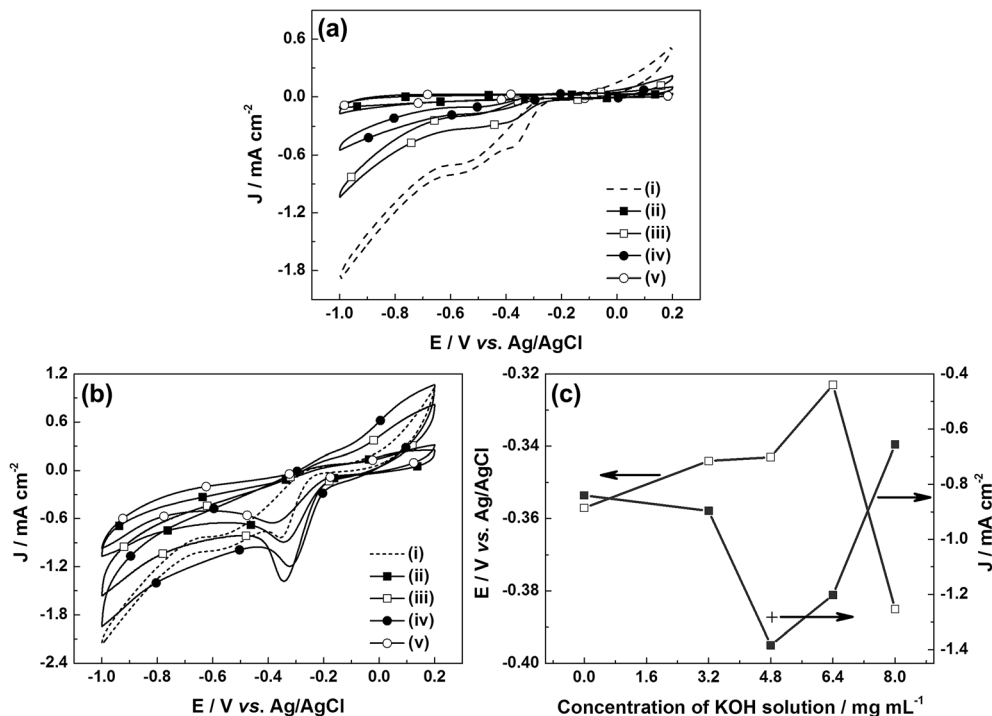 (a)
0.6
0.0
-0.6
-1.2
-1.8
J / mA cm⁻²
(i)
(ii)
(iii)
(iv)
(v)
-1.0 -0.8 -0.6 -0.4 -0.2 0.0 0.2
E / V vs. Ag/AgCl
(b)
1.2
0.6
0.0
-0.6
-1.2
-1.8
-2.4
J / mA cm⁻²
(i)
(ii)
(iii)
(iv)
(v)
-1.0 -0.8 -0.6 -0.4 -0.2 0.0 0.2
E / V vs. Ag/AgCl
(c)
-0.32
-0.34
-0.36
-0.38
-0.40
E / V vs. Ag/AgCl
-0.4
-0.6
-0.8
-1.0
-1.2
-1.4
J / mA cm⁻²
0.0 1.6 3.2 4.8 6.4 8.0
Concentration of KOH solution / mg mL⁻¹